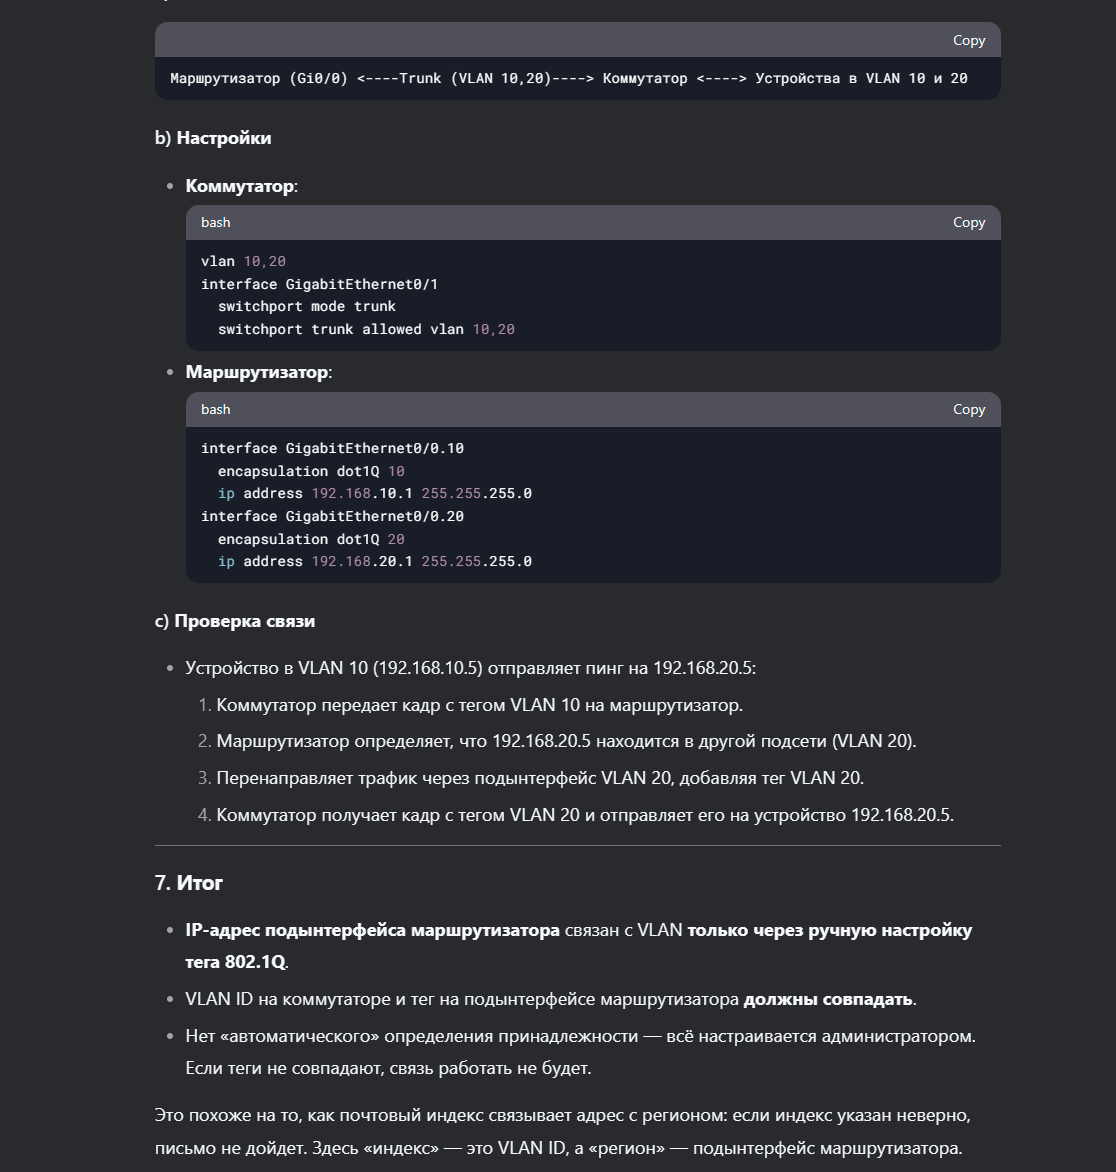 Copy
Маршрутизатор (Gi0/0) <----Trunk (VLAN 10,20)----> Коммутатор <----> Устройства в VLAN 10 и 20
b) Настройки
• Коммутатор:
bash
Copy
vlan 10,20
interface GigabitEthernet0/1
  switchport mode trunk
  switchport trunk allowed vlan 10,20
• Маршрутизатор:
bash
Copy
interface GigabitEthernet0/0.10
  encapsulation dot1Q 10
  ip address 192.168.10.1 255.255.255.0
interface GigabitEthernet0/0.20
  encapsulation dot1Q 20
  ip address 192.168.20.1 255.255.255.0
c) Проверка связи
• Устройство в VLAN 10 (192.168.10.5) отправляет пинг на 192.168.20.5:
1. Коммутатор передает кадр с тегом VLAN 10 на маршрутизатор.
2. Маршрутизатор определяет, что 192.168.20.5 находится в другой подсети (VLAN 20).
3. Перенаправляет трафик через подынтерфейс VLAN 20, добавляя тег VLAN 20.
4. Коммутатор получает кадр с тегом VLAN 20 и отправляет его на устройство 192.168.20.5.
7. Итог
• IP-адрес подынтерфейса маршрутизатора связан с VLAN только через ручную настройку
тега 802.1Q.
• VLAN ID на коммутаторе и тег на подынтерфейсе маршрутизатора должны совпадать.
• Нет «автоматического» определения принадлежности — всё настраивается администратором.
Если теги не совпадают, связь работать не будет.
Это похоже на то, как почтовый индекс связывает адрес с регионом: если индекс указан неверно,
письмо не дойдет. Здесь «индекс» — это VLAN ID, а «регион» — подынтерфейс маршрутизатора.